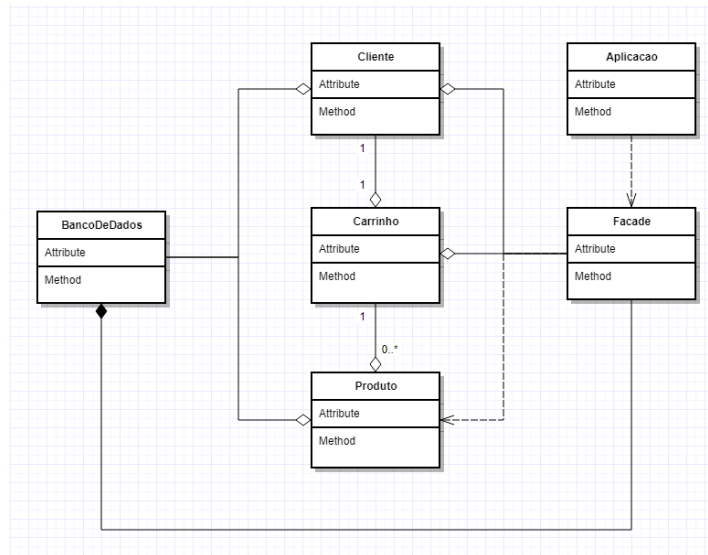 Cliente
Attribute
Method
Aplicacao
Attribute
Method
1
1
BancoDeDados
Attribute
Method
Carrinho
Attribute
Method
Facade
Attribute
Method
1
0..*
Produto
Attribute
Method